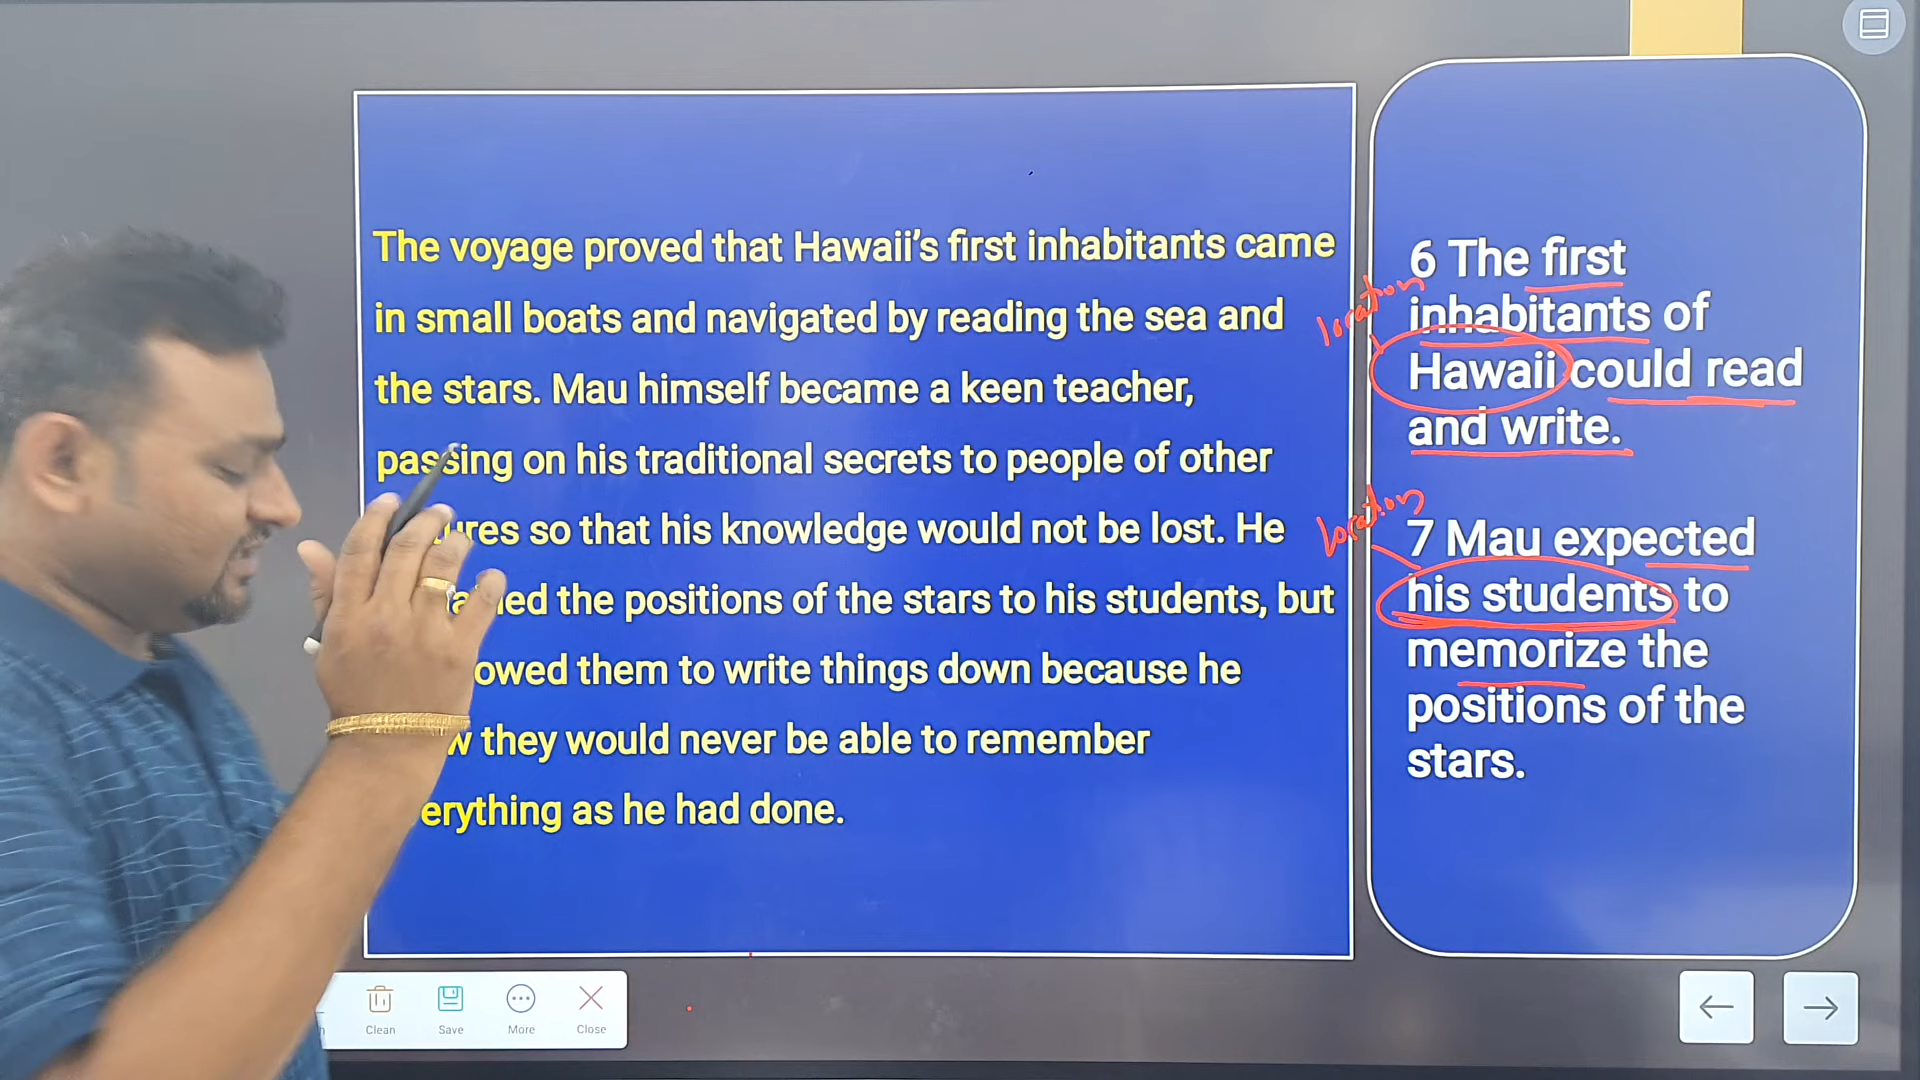 The voyage proved that Hawaii’s first inhabitants came
in small boats and navigated by reading the sea and
the stars. Mau himself became a keen teacher,
passing on his traditional secrets to people of other
so that his knowledge would not be lost. He
the positions of the stars to his students, but
them to write things down because he
they would never be able to remember
as he had done.
6 The first
inhabitants of
Hawaii could read
and write.
location
7 Mau expected
his students to
memorize the
positions of the
stars.
location
Clean
Save
More
Close